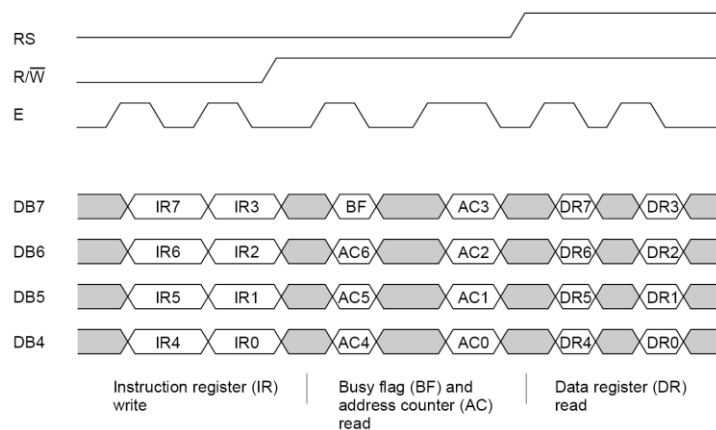 RS
R/W̅
E
DB7 IR7 IR3 BF AC3 DR7 DR3
DB6 IR6 IR2 AC6 AC2 DR6 DR2
DB5 IR5 IR1 AC5 AC1 DR5 DR1
DB4 IR4 IR0 AC4 AC0 DR4 DR0
Instruction register (IR)
write
Busy flag (BF) and
address counter (AC)
read
Data register (DR)
read